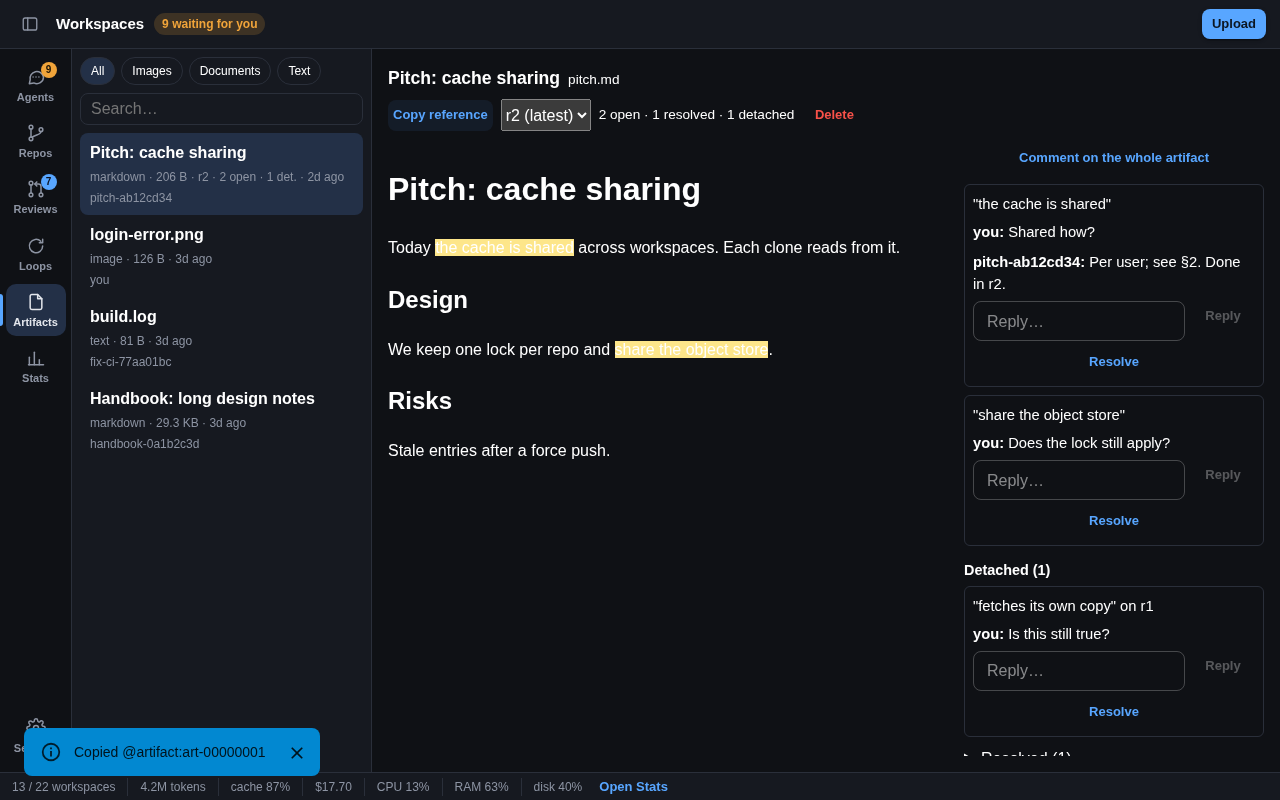 Workspaces
9 waiting for you
Upload
9
Agents
Repos
7
Reviews
Loops
Artifacts
Stats
All
Images
Documents
Text
Search…
Pitch: cache sharing
markdown · 206 B · r2 · 2 open · 1 det. · 2d ago
pitch-ab12cd34
login-error.png
image · 126 B · 3d ago
you
build.log
text · 81 B · 3d ago
fix-ci-77aa01bc
Handbook: long design notes
markdown · 29.3 KB · 3d ago
handbook-0a1b2c3d
Pitch: cache sharing pitch.md
Copy reference
r2 (latest)
2 open · 1 resolved · 1 detached
Delete
Pitch: cache sharing
Today the cache is shared across workspaces. Each clone reads from it.
Design
We keep one lock per repo and share the object store.
Risks
Stale entries after a force push.
Comment on the whole artifact
"the cache is shared"
you: Shared how?
pitch-ab12cd34: Per user; see §2. Done
in r2.
Reply…
Reply
Resolve
"share the object store"
you: Does the lock still apply?
Reply…
Reply
Resolve
Detached (1)
"fetches its own copy" on r1
you: Is this still true?
Reply…
Reply
Resolve
Resolved (1)
Copied @artifact:art-00000001
13 / 22 workspaces
4.2M tokens
cache 87%
$17.70
CPU 13%
RAM 63%
disk 40%
Open Stats